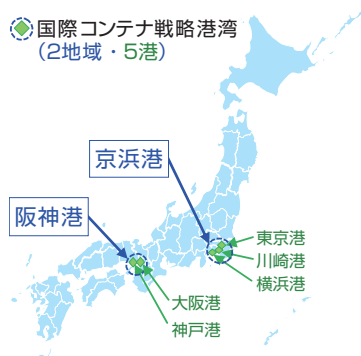 国際コンテナ戦略港湾
(2地域・5港)
京浜港
阪神港
東京港
川崎港
横浜港
大阪港
神戸港